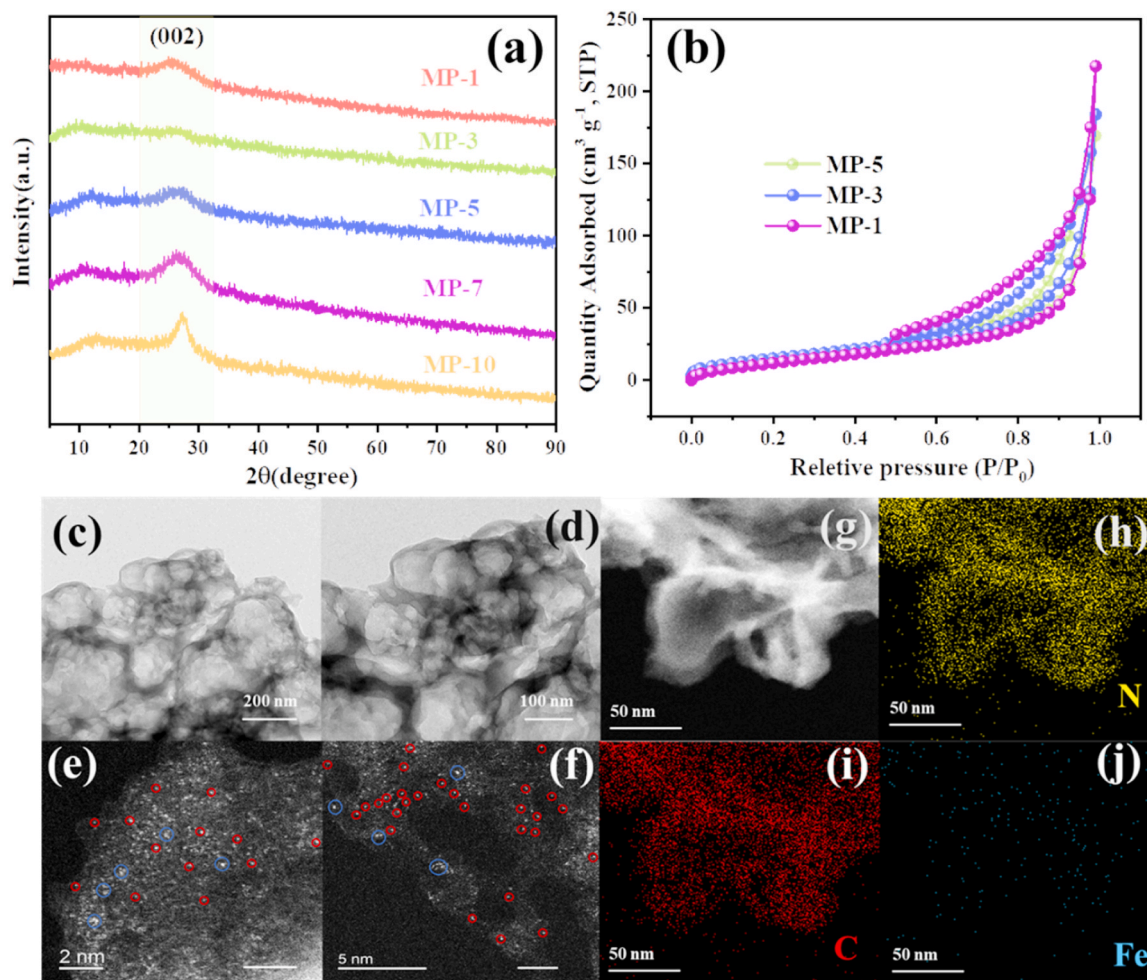 (a)
(002)
MP-1
MP-3
MP-5
MP-7
MP-10
Intensity(a.u.)
10 20 30 40 50 60 70 80 90
2θ(degree)
(b)
250
200
150
100
50
0
MP-5
MP-3
MP-1
Quantity Adsorbed (cm³ g⁻¹, STP)
0.0 0.2 0.4 0.6 0.8 1.0
Reletive pressure (P/P₀)
(c)
200 nm
(d)
100 nm
(g)
50 nm
(h)
50 nm
N
(e)
2 nm
(f)
5 nm
(i)
50 nm
C
(j)
50 nm
Fe